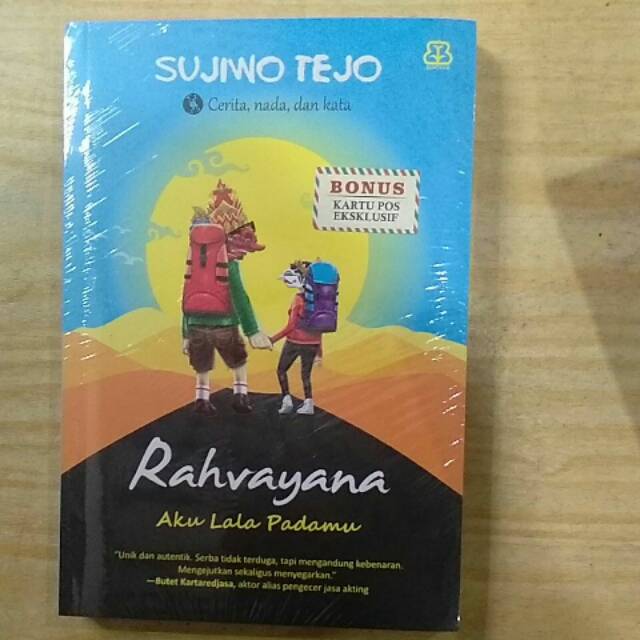 SUJIWO TEJO
Cerita, nada, dan kata
BONUS
KARTU POS
EKSKLUSIF
Rahvayana
Aku Lala Padamu
"Unik dan autentik. Serba tidak terduga, tapi mengandung kebenaran.
Mengejutkan sekaligus menyegarkan."
—Butet Kartaredjasa, aktor alias pengecer jasa akting